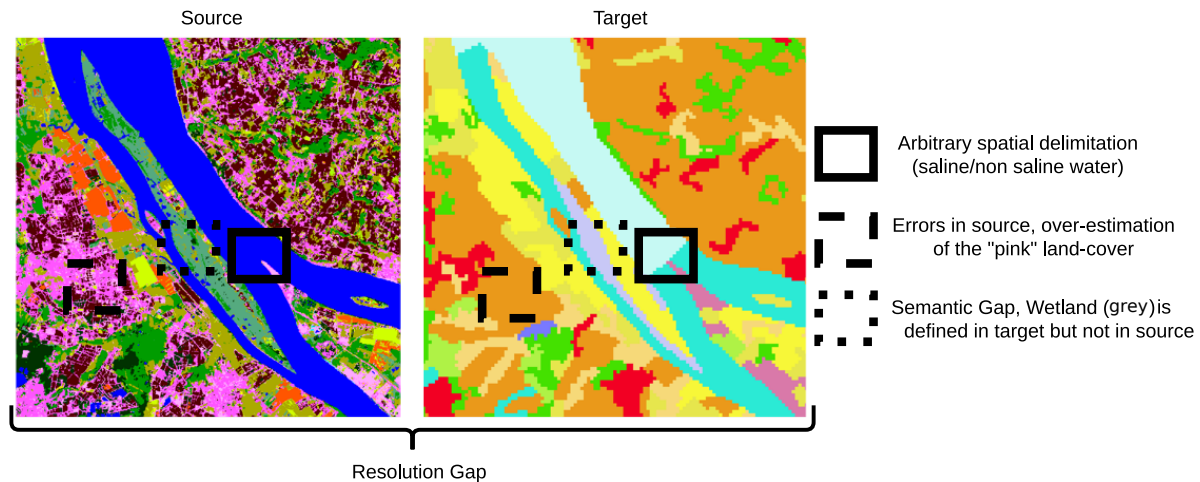 Source
Target
Arbitrary spatial delimitation
(saline/non saline water)
Errors in source, over-estimation
of the "pink" land-cover
Semantic Gap, Wetland (grey) is
defined in target but not in source
Resolution Gap